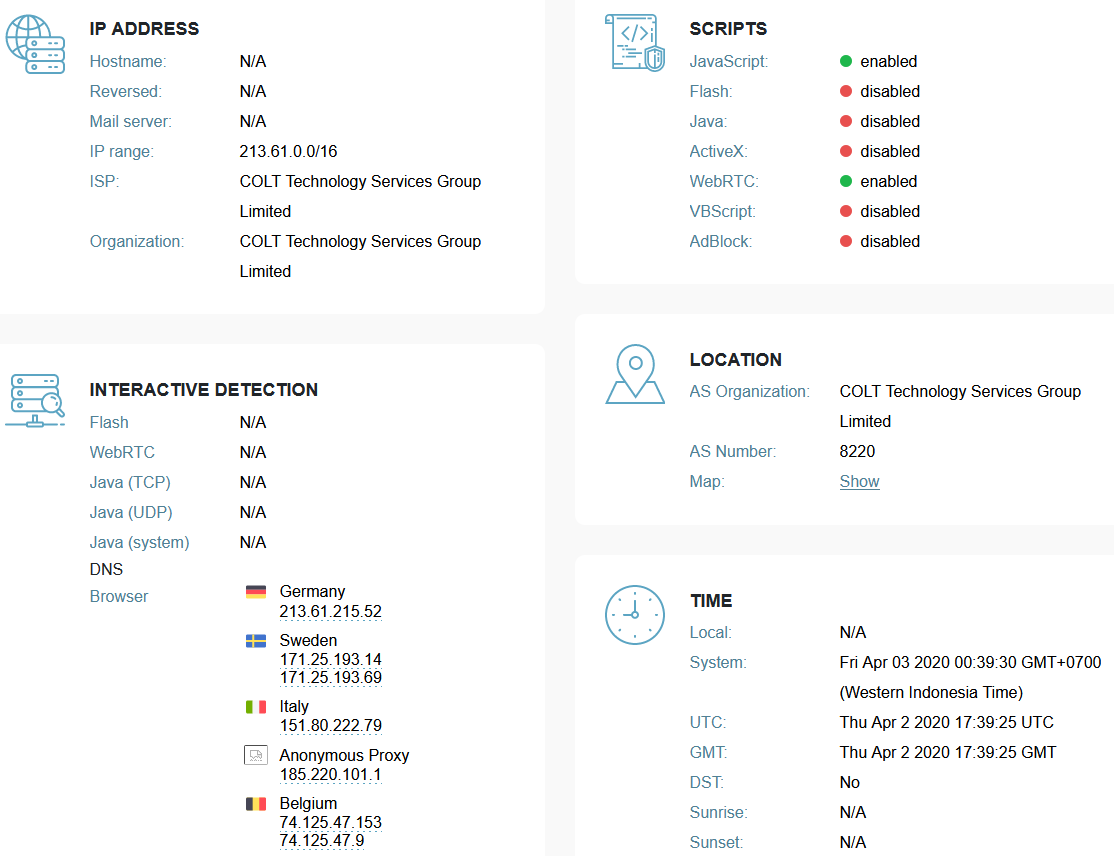 IP ADDRESS
Hostname: N/A
Reversed: N/A
Mail server: N/A
IP range: 213.61.0.0/16
ISP: COLT Technology Services Group
Limited
Organization: COLT Technology Services Group
Limited
INTERACTIVE DETECTION
Flash N/A
WebRTC N/A
Java (TCP) N/A
Java (UDP) N/A
Java (system) N/A
DNS
Browser Germany
213.61.215.52
Sweden
171.25.193.14
171.25.193.69
Italy
151.80.222.79
Anonymous Proxy
185.220.101.1
Belgium
74.125.47.153
74.125.47.9
SCRIPTS
JavaScript: enabled
Flash: disabled
Java: disabled
ActiveX: disabled
WebRTC: enabled
VBScript: disabled
AdBlock: disabled
LOCATION
AS Organization: COLT Technology Services Group
Limited
AS Number: 8220
Map: Show
TIME
Local: N/A
System: Fri Apr 03 2020 00:39:30 GMT+0700
(Western Indonesia Time)
UTC: Thu Apr 2 2020 17:39:25 UTC
GMT: Thu Apr 2 2020 17:39:25 GMT
DST: No
Sunrise: N/A
Sunset: N/A